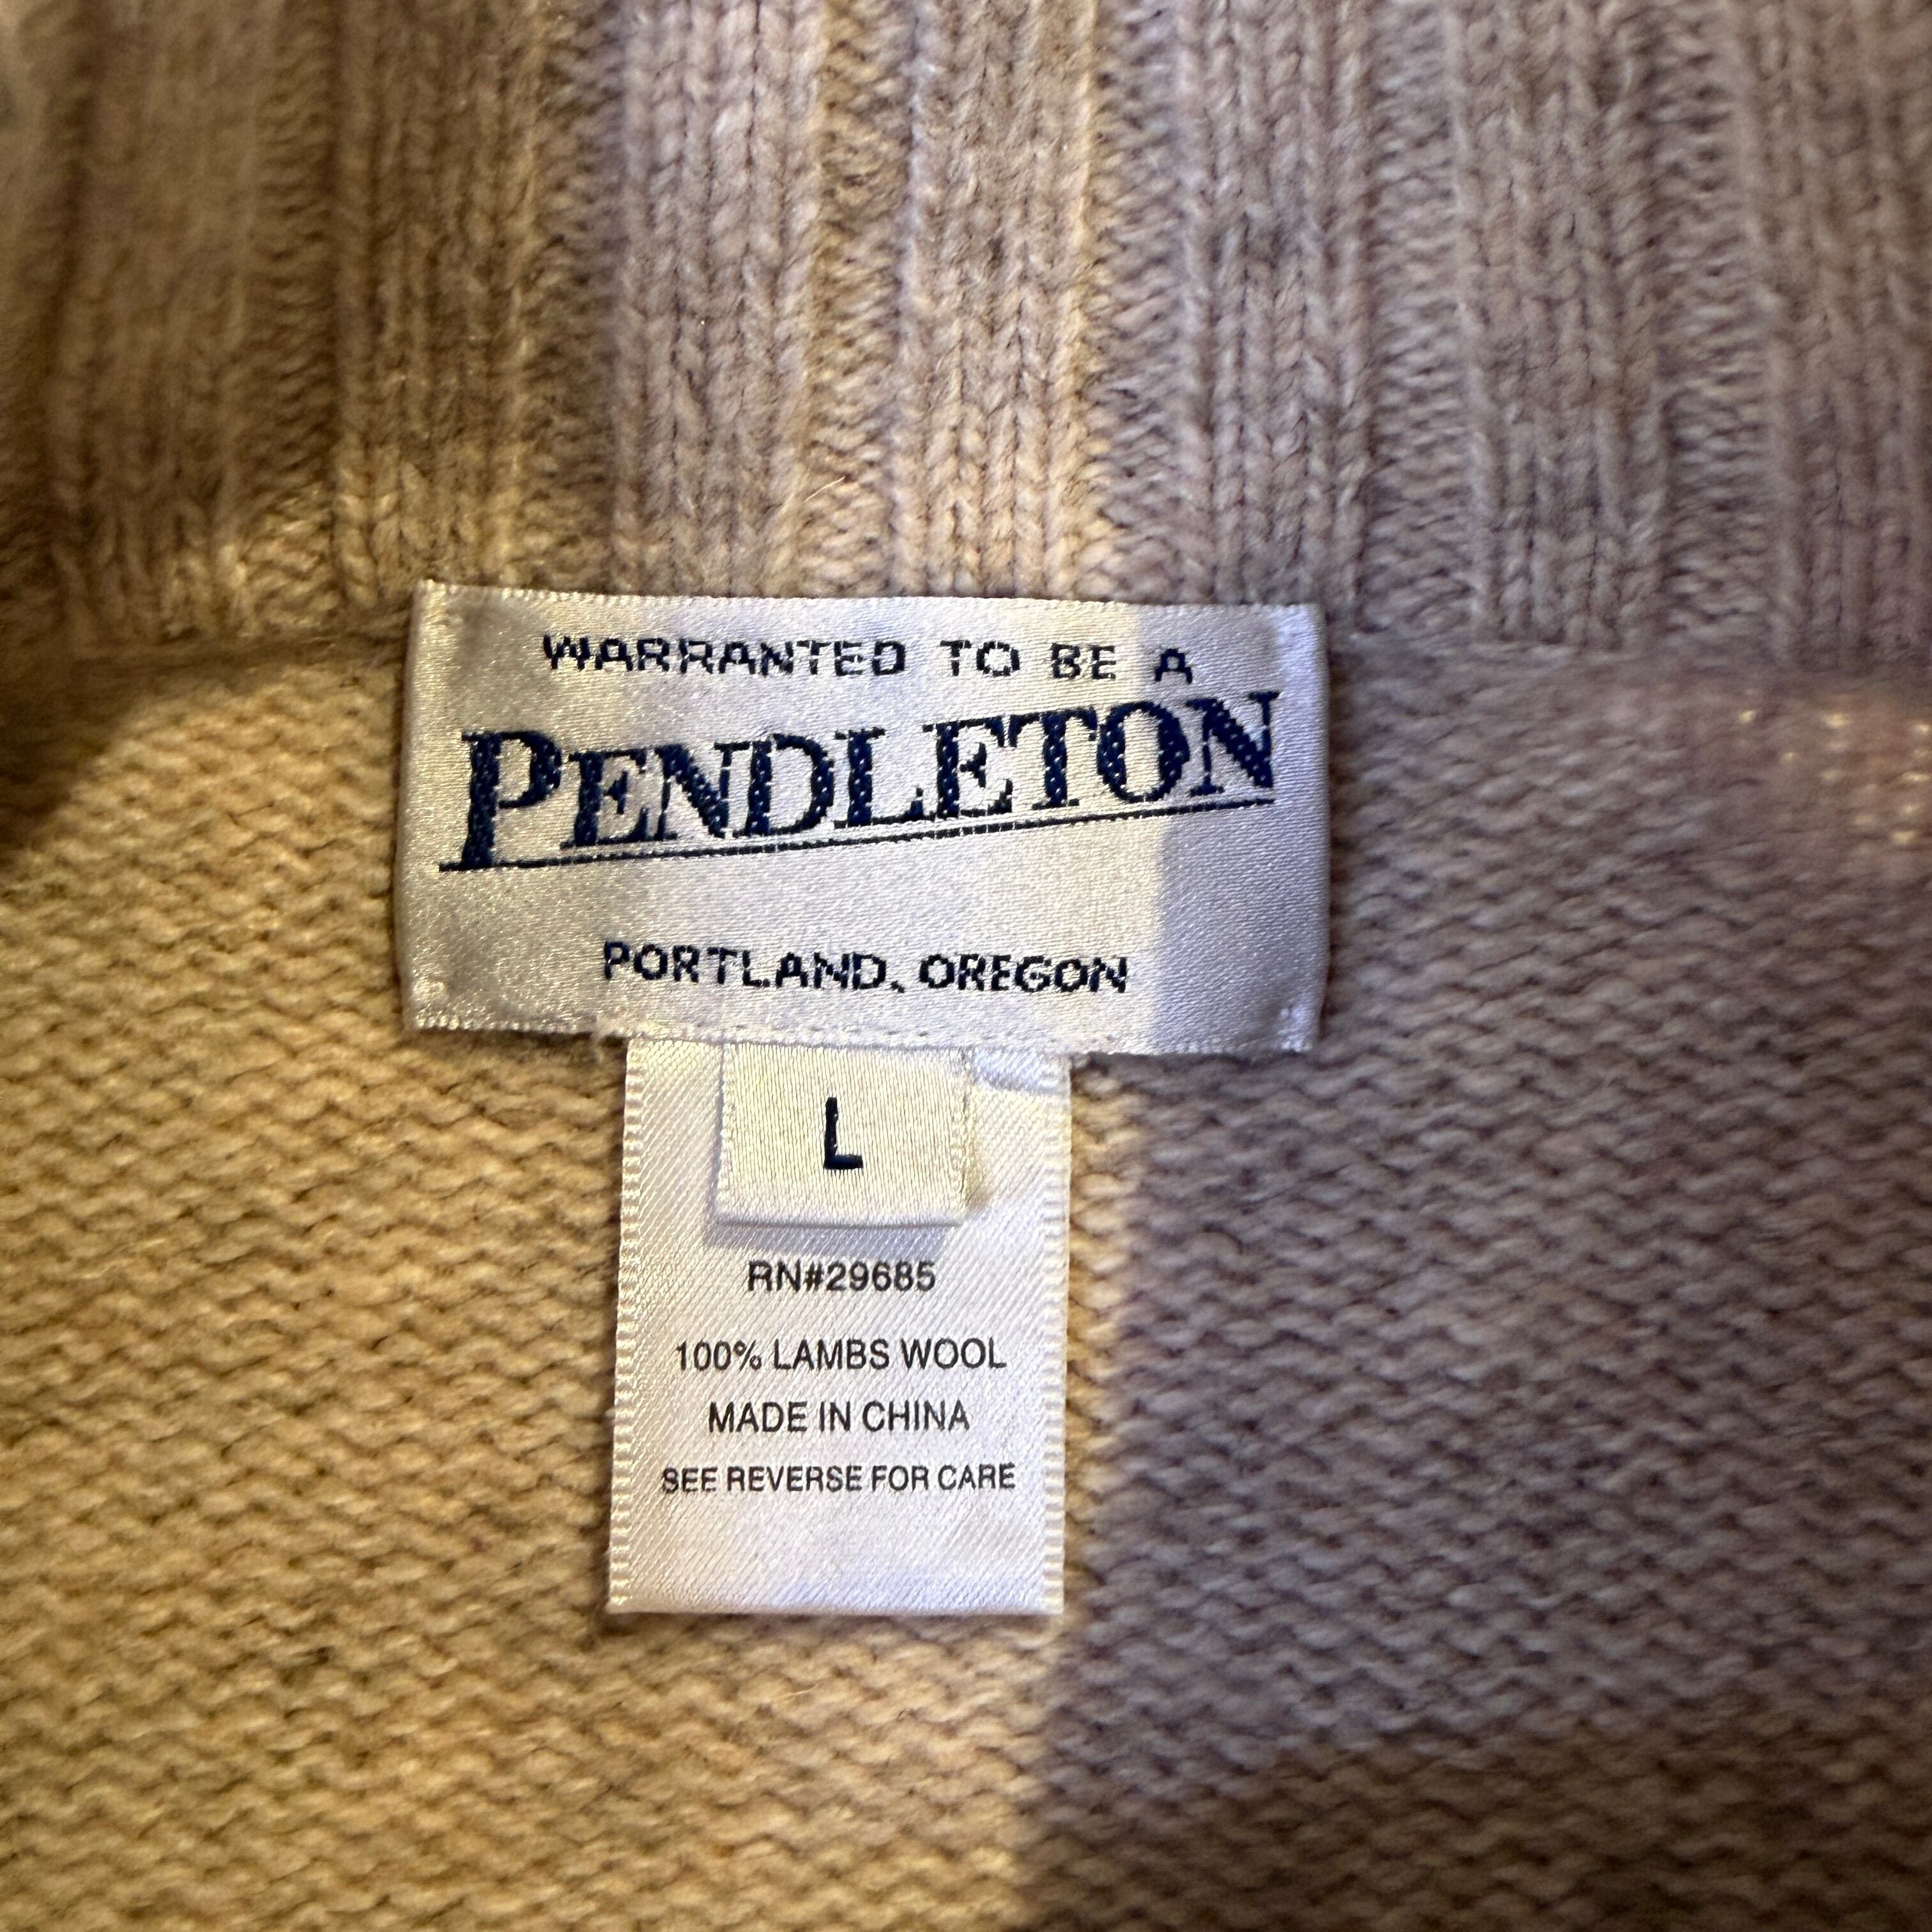 WARRANTED TO BE A
PENDLETON
PORTLAND, OREGON
L
RN#29685
100% LAMBS WOOL
MADE IN CHINA
SEE REVERSE FOR CARE